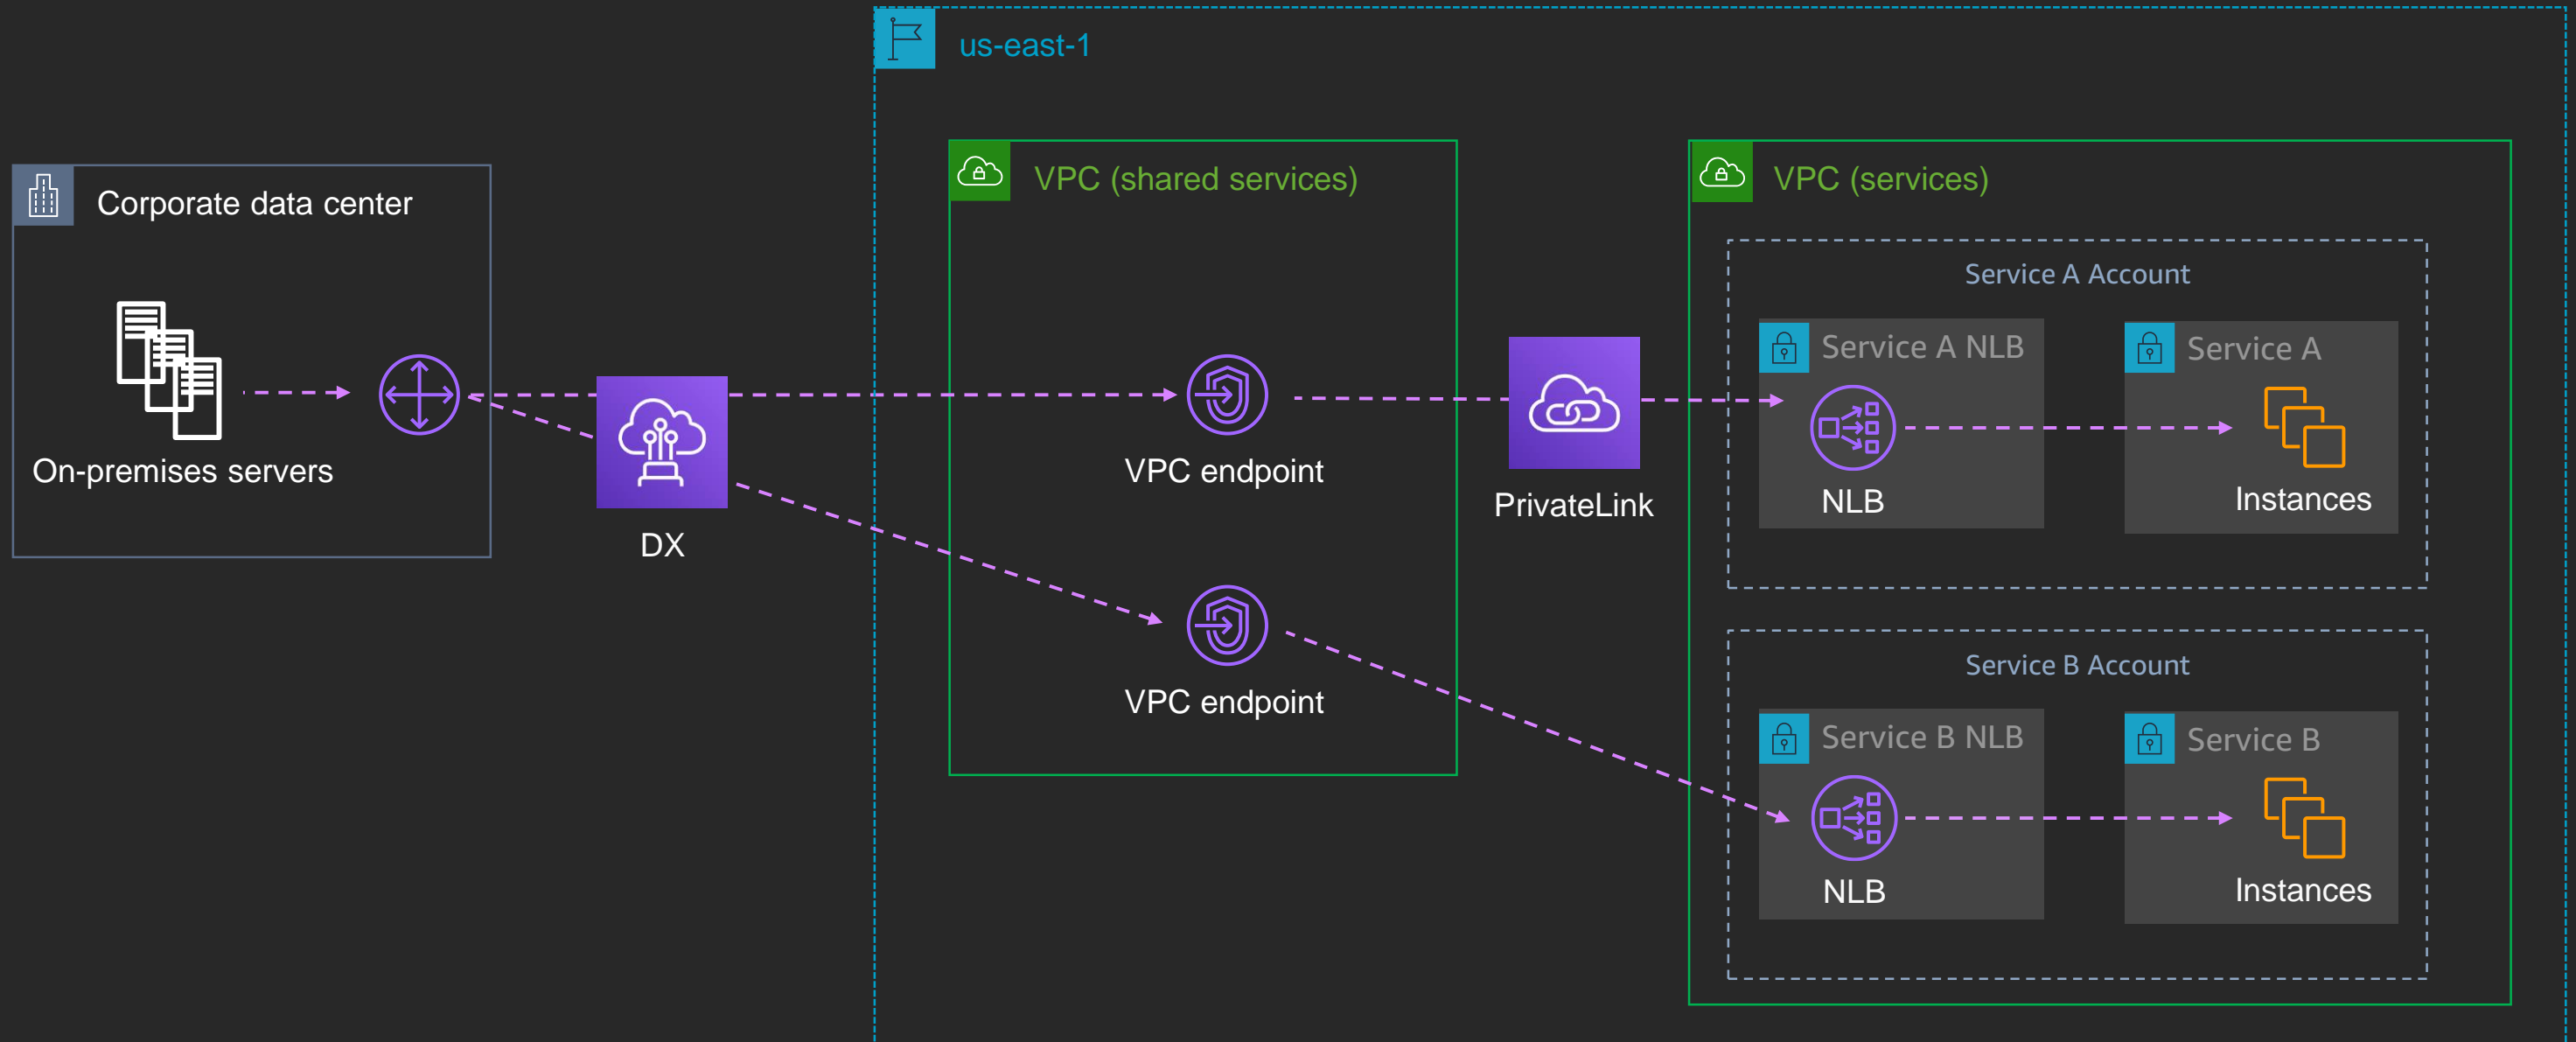 us-east-1
Corporate data center
On-premises servers
DX
VPC (shared services)
VPC endpoint
VPC endpoint
PrivateLink
VPC (services)
Service A Account
Service A NLB
NLB
Service A
Instances
Service B Account
Service B NLB
NLB
Service B
Instances